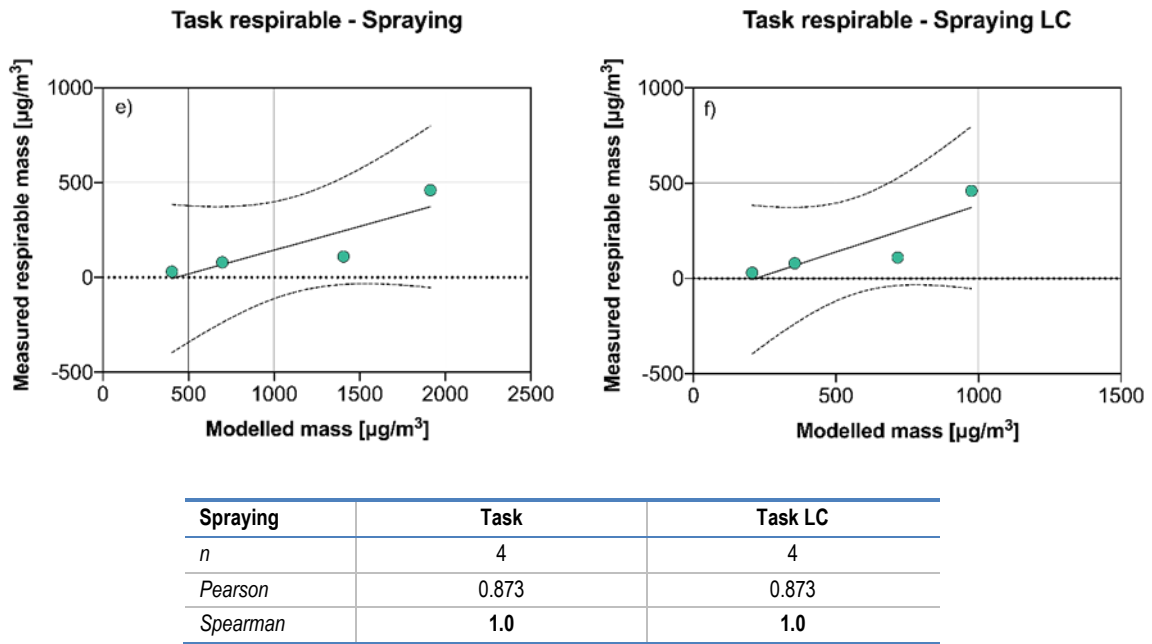 Task respirable - Spraying
Measured respirable mass [µg/m³]
e)
1000
500
0
-500
0 500 1000 1500 2000 2500
Modelled mass [µg/m³]
Task respirable - Spraying LC
Measured respirable mass [µg/m³]
f)
1000
500
0
-500
0 500 1000 1500
Modelled mass [µg/m³]
Spraying Task Task LC
n 4 4
Pearson 0.873 0.873
Spearman 1.0 1.0